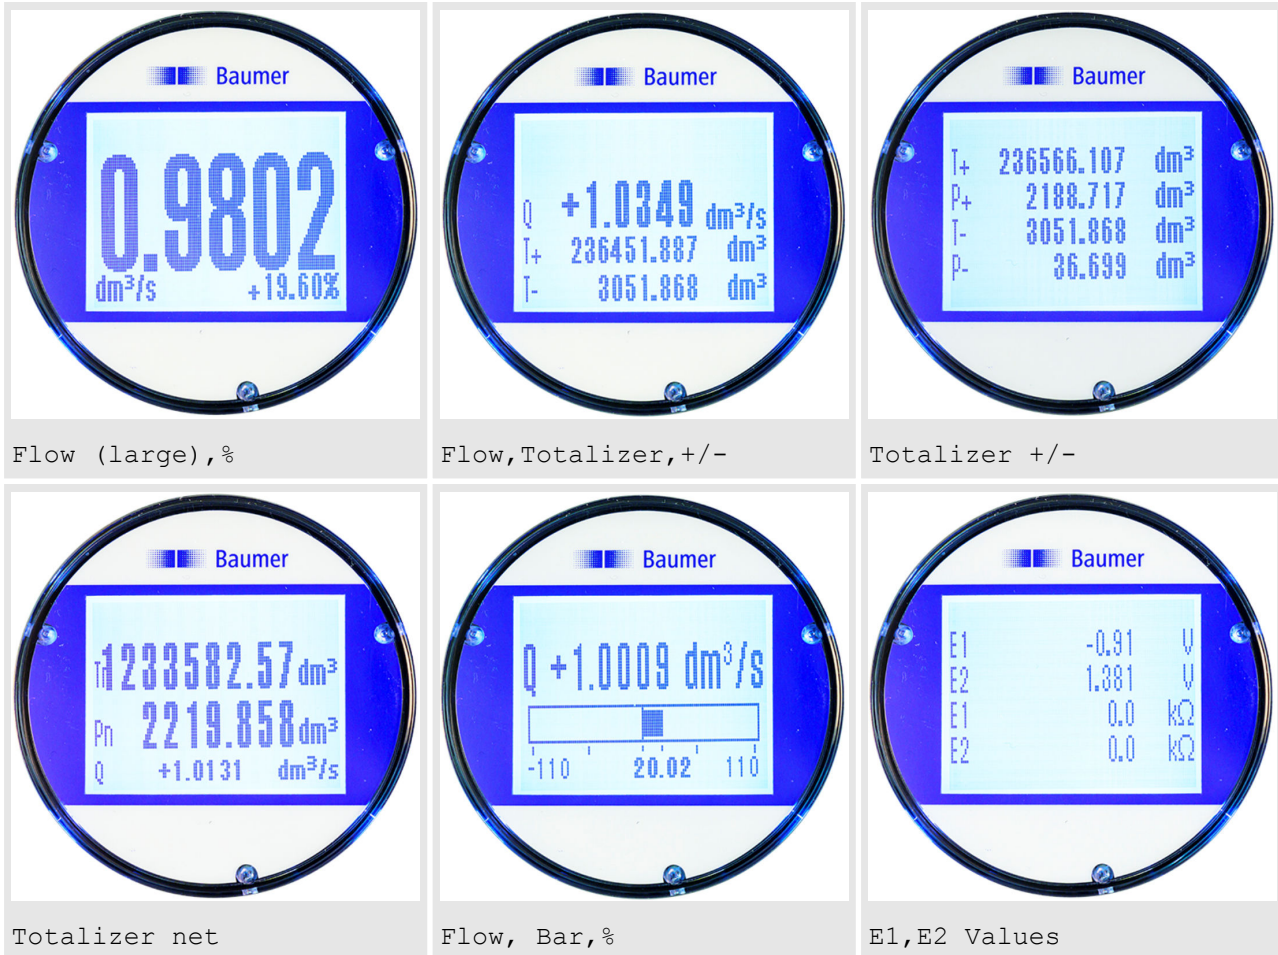 Baumer
0.9802
dm³/s +19.60%
Flow (large),%
Baumer
Q +1.0349 dm³/s
T+ 236451.887 dm³
T- 3051.868 dm³
Flow,Totalizer,+/-
Baumer
T+ 236566.107 dm³
P+ 2188.717 dm³
T- 3051.868 dm³
P- 36.699 dm³
Totalizer +/-
Baumer
Tn 233582.57 dm³
Pn 2219.858 dm³
Q +1.0131 dm³/s
Totalizer net
Baumer
Q +1.0009 dm³/s
-110 20.02 110
Flow, Bar,%
Baumer
E1 -0.91 V
E2 1.381 V
E1 0.0 kΩ
E2 0.0 kΩ
E1,E2 Values